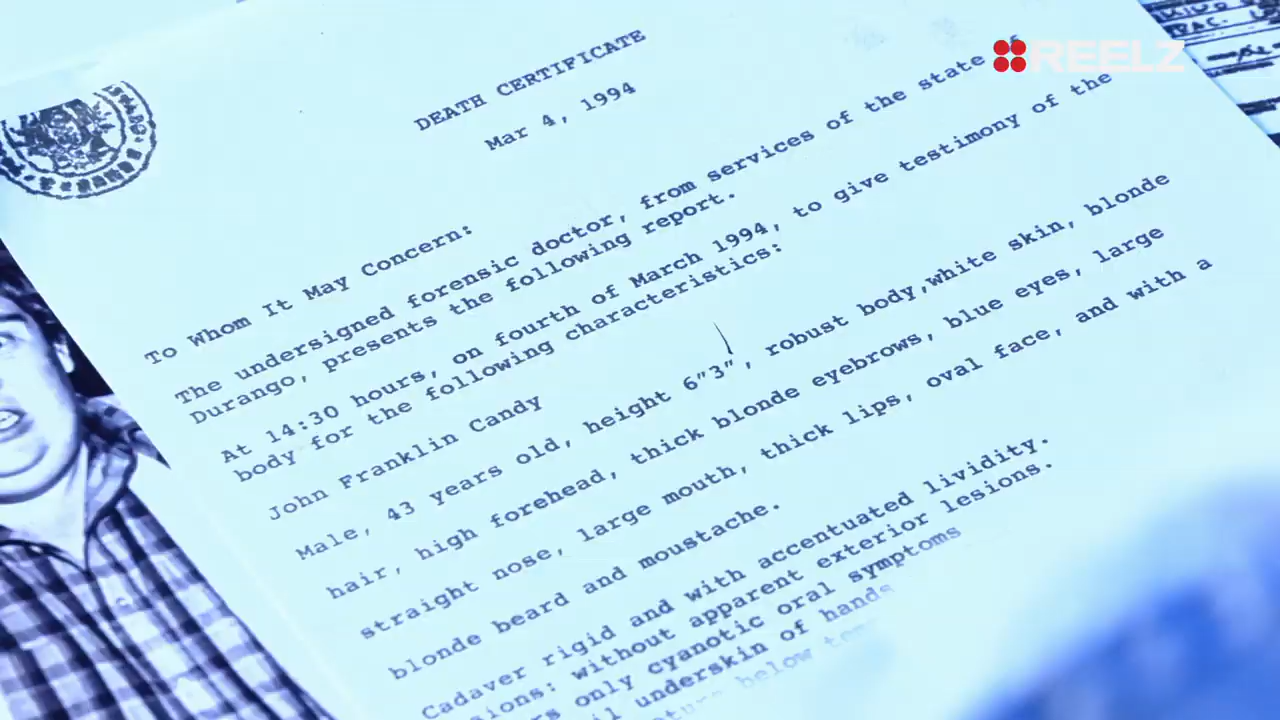 REELZ
DEATH CERTIFICATE
Mar 4, 1994
To Whom It May Concern:
The undersigned forensic doctor, from services of the state of
Durango, presents the following report.
At 14:30 hours, on fourth of March 1994, to give testimony of the
body for the following characteristics:
John Franklin Candy
Male, 43 years old, height 6"3", robust body,white skin, blonde
hair, high forehead, thick blonde eyebrows, blue eyes, large
straight nose, large mouth, thick lips, oval face, and with a
blonde beard and moustache.
Cadaver rigid and with accentuated lividity.
sions: without apparent exterior lesions.
rs only cyanotic oral symptoms
il underskin of hands
below